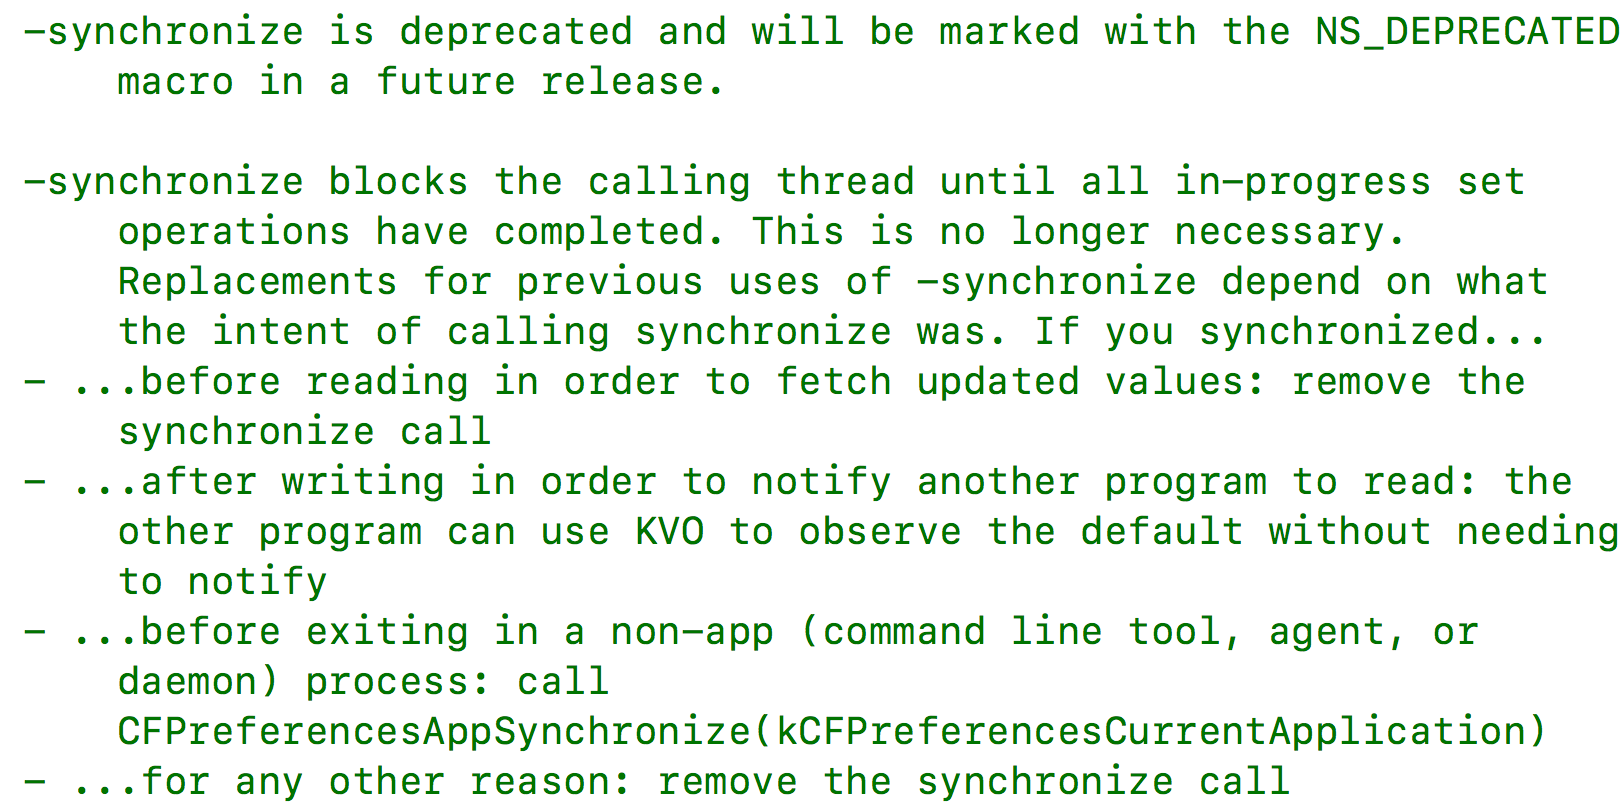 -synchronize is deprecated and will be marked with the NS_DEPRECATED
macro in a future release.
-synchronize blocks the calling thread until all in-progress set
operations have completed. This is no longer necessary.
Replacements for previous uses of -synchronize depend on what
the intent of calling synchronize was. If you synchronized...
- ...before reading in order to fetch updated values: remove the
synchronize call
- ...after writing in order to notify another program to read: the
other program can use KVO to observe the default without needing
to notify
- ...before exiting in a non-app (command line tool, agent, or
daemon) process: call
CFPreferencesAppSynchronize(kCFPreferencesCurrentApplication)
- ...for any other reason: remove the synchronize call